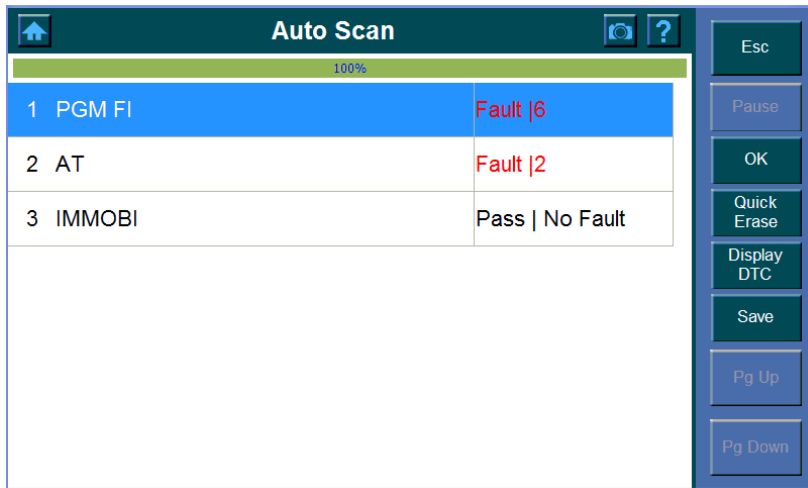 Auto Scan
?
100%
1 PGM FI Fault |6
2 AT Fault |2
3 IMMOBI Pass | No Fault
Esc
Pause
OK
Quick
Erase
Display
DTC
Save
Pg Up
Pg Down